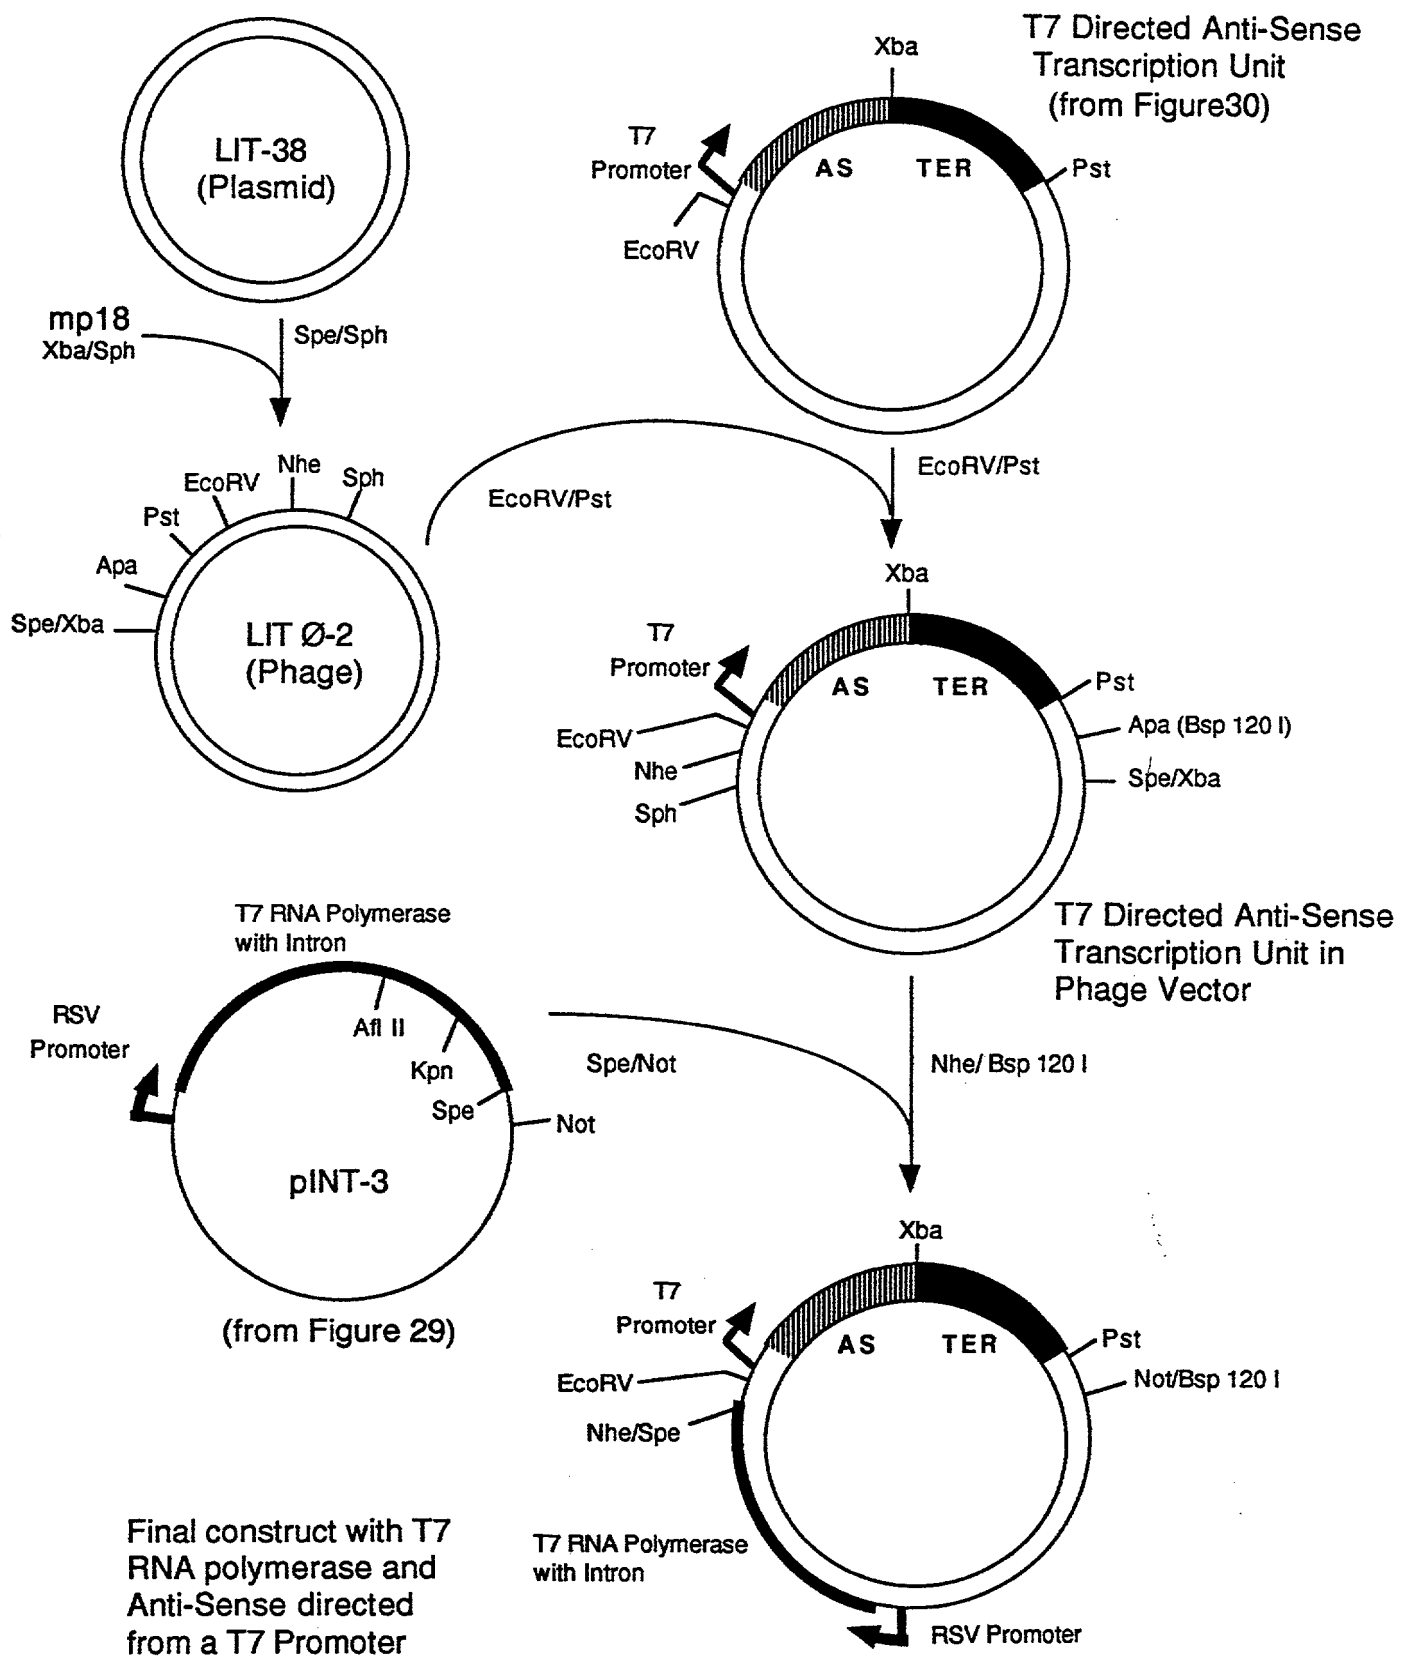 LIT-38
(Plasmid)
mp18
Xba/Sph
Spe/Sph
T7 Directed Anti-Sense
Transcription Unit
(from Figure30)
Xba
T7
Promoter
AS
TER
Pst
EcoRV
EcoRV/Pst
EcoRV/Pst
Nhe
Sph
EcoRV
Pst
Apa
Spe/Xba
LIT Ø-2
(Phage)
Xba
T7
Promoter
AS
TER
Pst
Apa (Bsp 120 I)
Spe/Xba
EcoRV
Nhe
Sph
T7 Directed Anti-Sense
Transcription Unit in
Phage Vector
T7 RNA Polymerase
with Intron
RSV
Promoter
Afl II
Kpn
Spe
Not
pINT-3
(from Figure 29)
Spe/Not
Nhe/ Bsp 120 I
Xba
T7
Promoter
AS
TER
Pst
Not/Bsp 120 I
EcoRV
Nhe/Spe
T7 RNA Polymerase
with Intron
RSV Promoter
Final construct with T7
RNA polymerase and
Anti-Sense directed
from a T7 Promoter